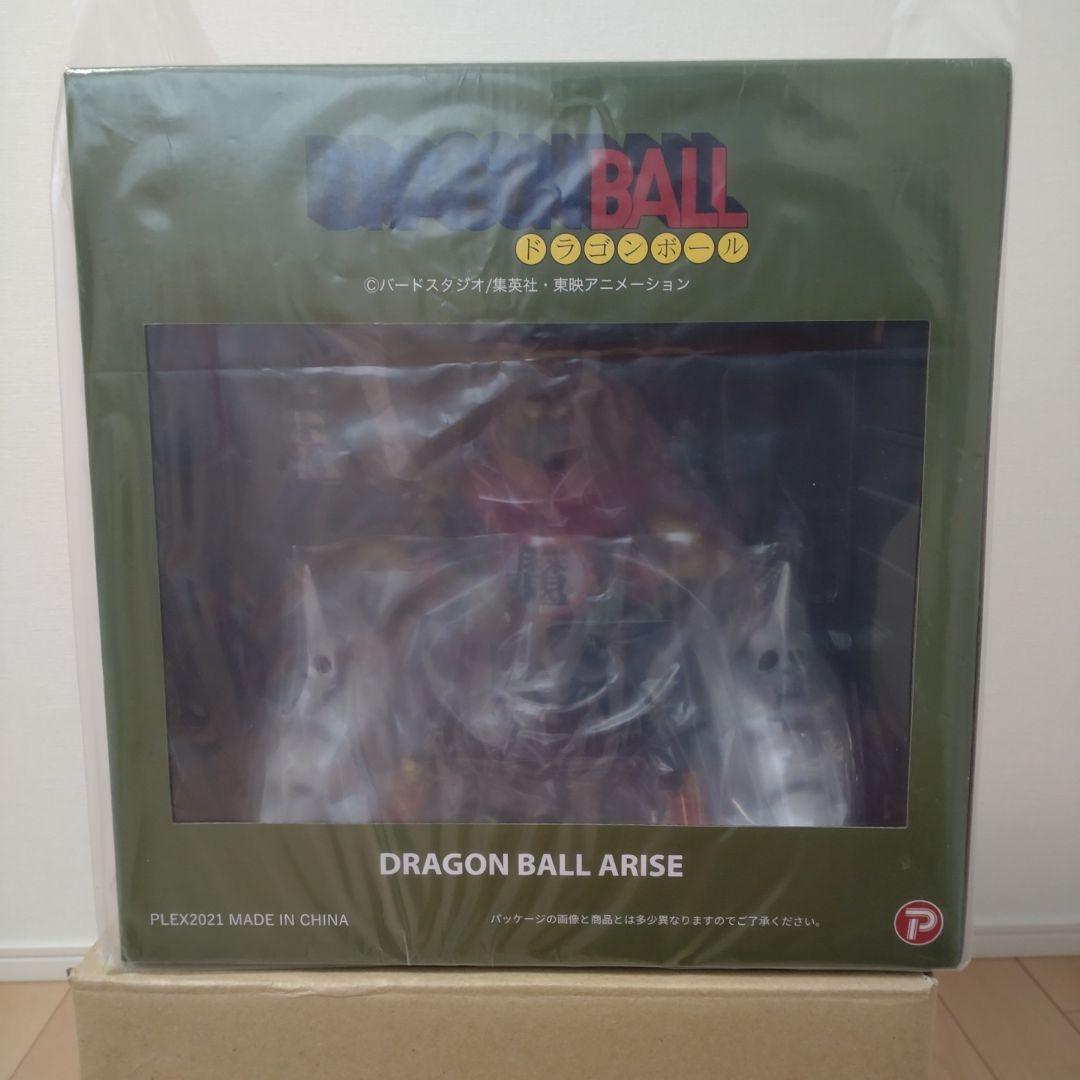 DRAGON BALL
ドラゴンボール
©バードスタジオ/集英社・東映アニメーション
魔
DRAGON BALL ARISE
PLEX2021 MADE IN CHINA
パッケージの画像と商品とは多少異なりますのでご了承ください。
P